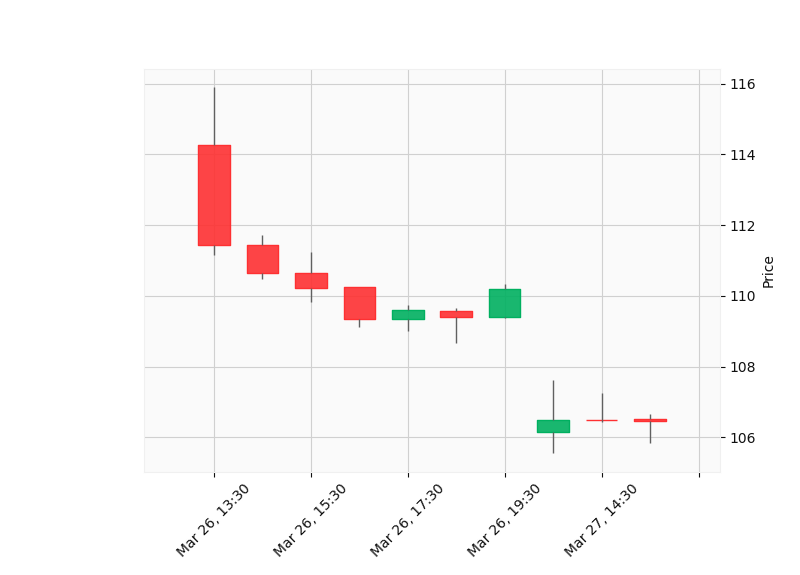 116
114
112
110
108
106
Price
Mar 26, 13:30
Mar 26, 15:30
Mar 26, 17:30
Mar 26, 19:30
Mar 27, 14:30